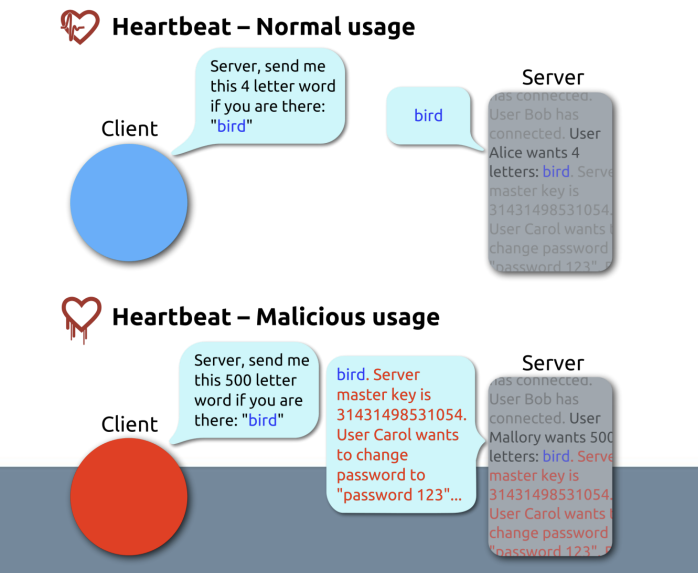 Heartbeat – Normal usage
Client
Server, send me
this 4 letter word
if you are there:
"bird"
bird
Server
has connected.
User Bob has
connected. User
Alice wants 4
letters: bird. Serve
master key is
31431498531054.
User Carol wants t
change password
"password 123".
Heartbeat – Malicious usage
Client
Server, send me
this 500 letter
word if you are
there: "bird"
bird. Server
master key is
31431498531054.
User Carol wants
to change
password to
"password 123"...
Server
has connected.
User Bob has
connected. User
Mallory wants 500
letters: bird. Serve
master key is
31431498531054.
User Carol wants t
change password
"password 123".